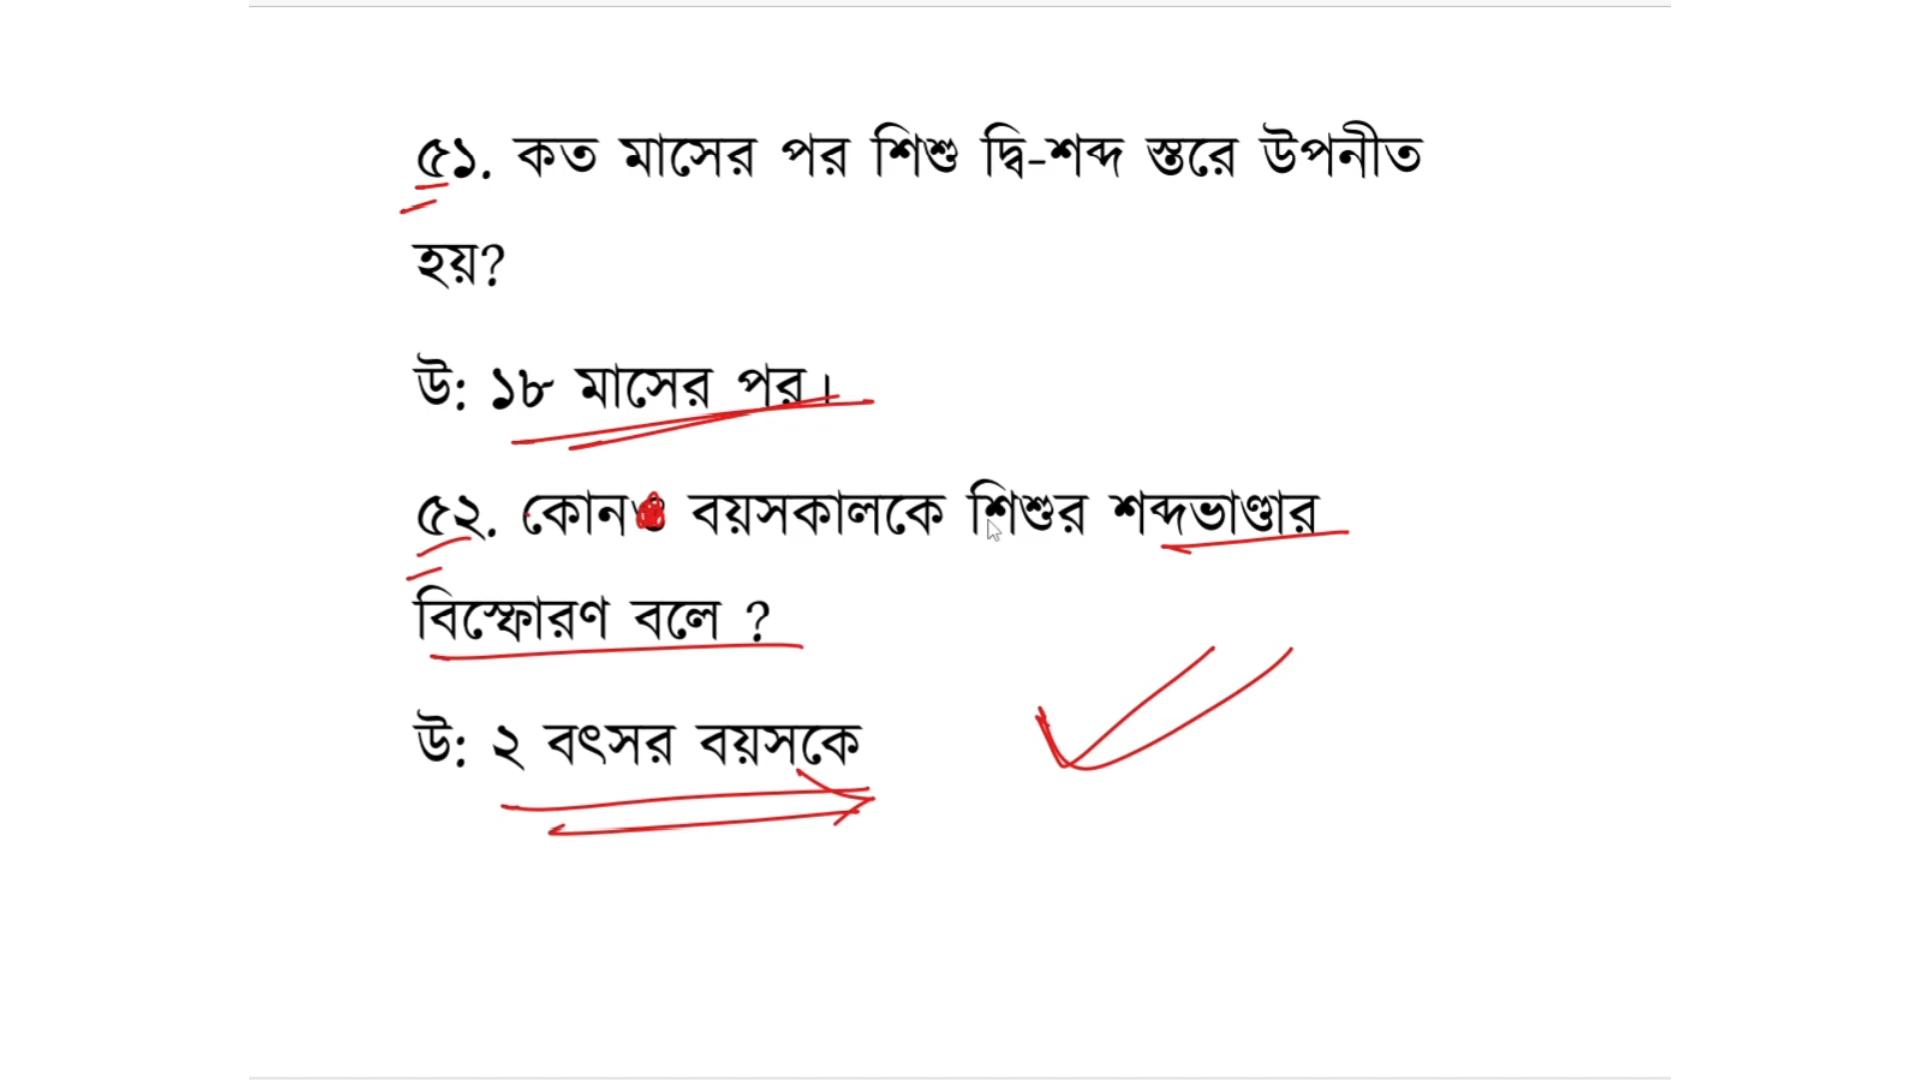 ৫১. কত মাসের পর শিশু দ্বি-শব্দ স্তরে উপনীত
হয়?
উ: ১৮ মাসের পর।
৫২. কোন বয়সকালকে শিশুর শব্দভাণ্ডার
বিস্ফোরণ বলে ?
উ: ২ বৎসর বয়সকে